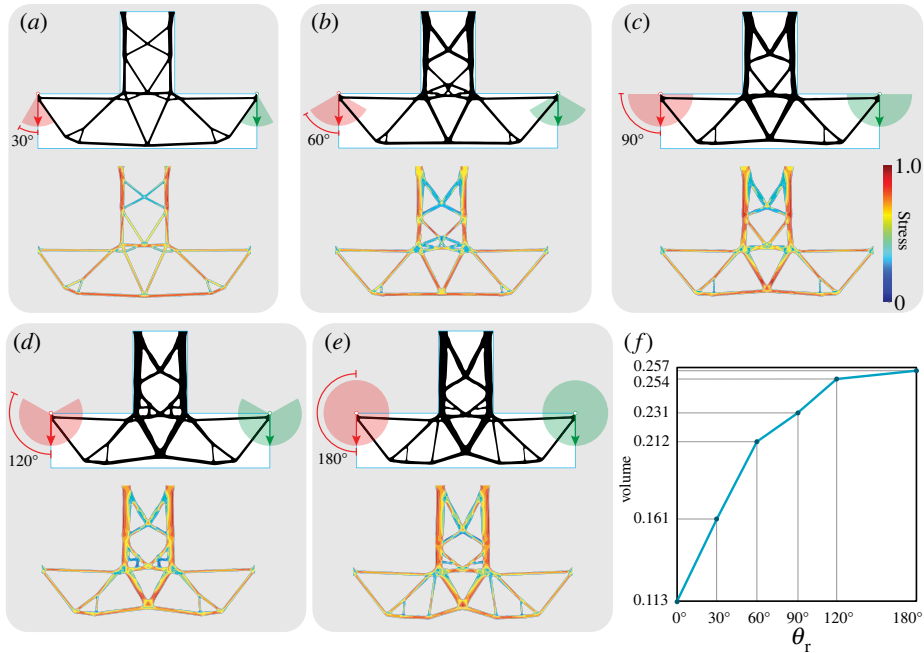 (a)
30°
(b)
60°
(c)
90°
1.0
Stress
0
(d)
120°
(e)
180°
(f)
0.257
0.254
0.231
0.212
volume
0.161
0.113
0° 30° 60° 90° 120° 180°
θr